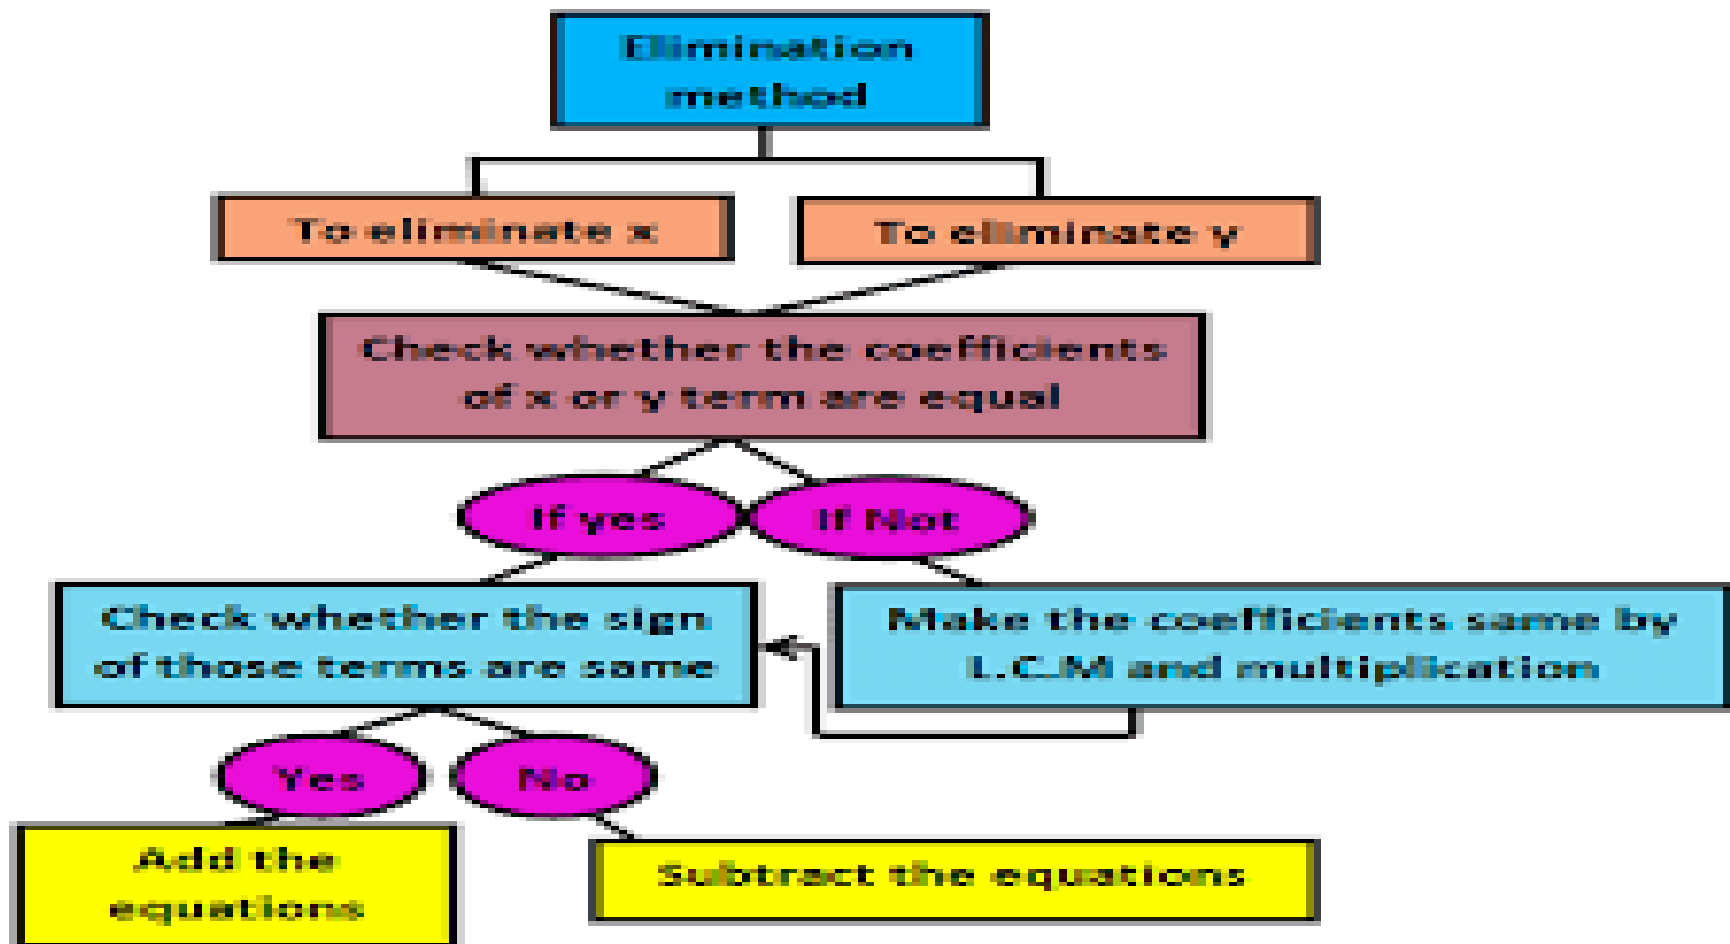 Elimination
method
To eliminate x
To eliminate y
Check whether the coefficients
of x or y term are equal
If yes
If Not
Check whether the sign
of those terms are same
Make the coefficients same by
L.C.M and multiplication
Yes
No
Add the
equations
Subtract the equations